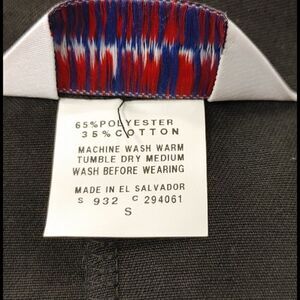 65% POLYESTER
35% COTTON
MACHINE WASH WARM
TUMBLE DRY MEDIUM
WASH BEFORE WEARING
MADE IN EL SALVADOR
S 932 C 294061
S